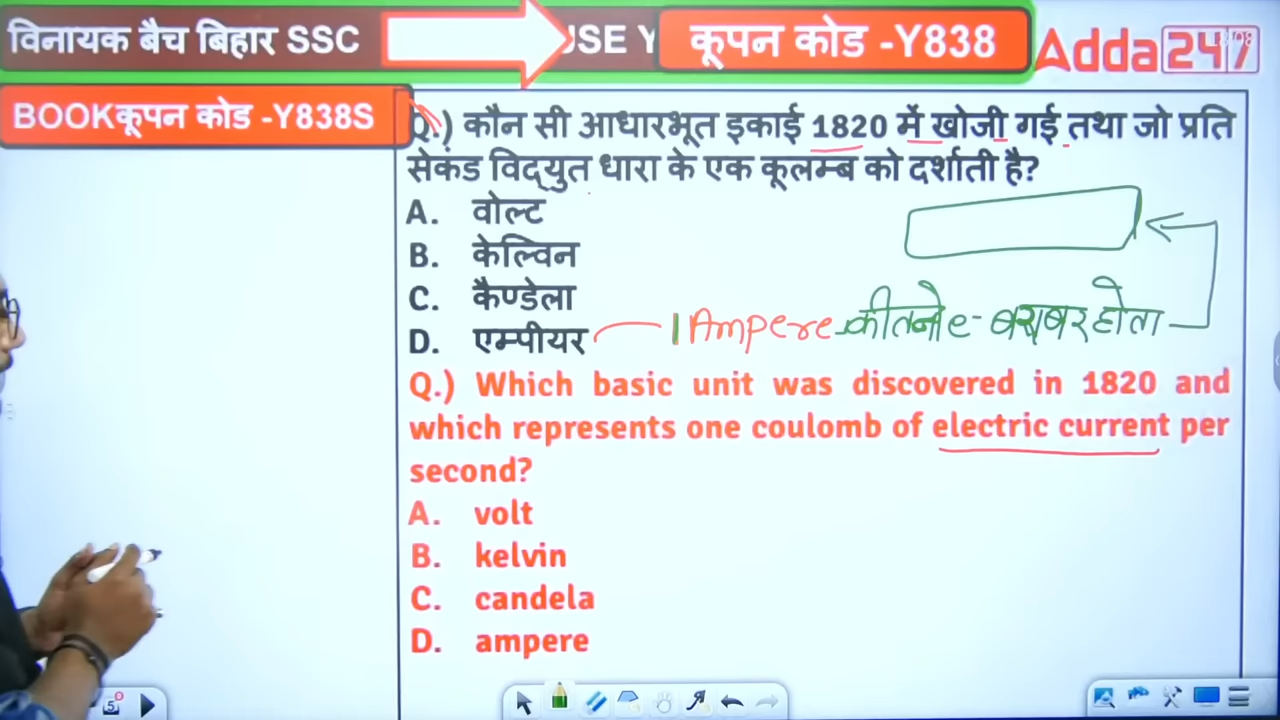 विनायक बैच बिहार SSC
USE Y
कूपन कोड -Y838
Adda247
BOOKकूपन कोड -Y838S
Q.) कौन सी आधारभूत इकाई 1820 में खोजी गई तथा जो प्रति
सेकंड विद्युत धारा के एक कूलम्ब को दर्शाती है?
A. वोल्ट
B. केल्विन
C. कैण्डेला
D. एम्पीयर
1 Ampere कीतने e- बराबर होता
Q.) Which basic unit was discovered in 1820 and
which represents one coulomb of electric current per
second?
A. volt
B. kelvin
C. candela
D. ampere